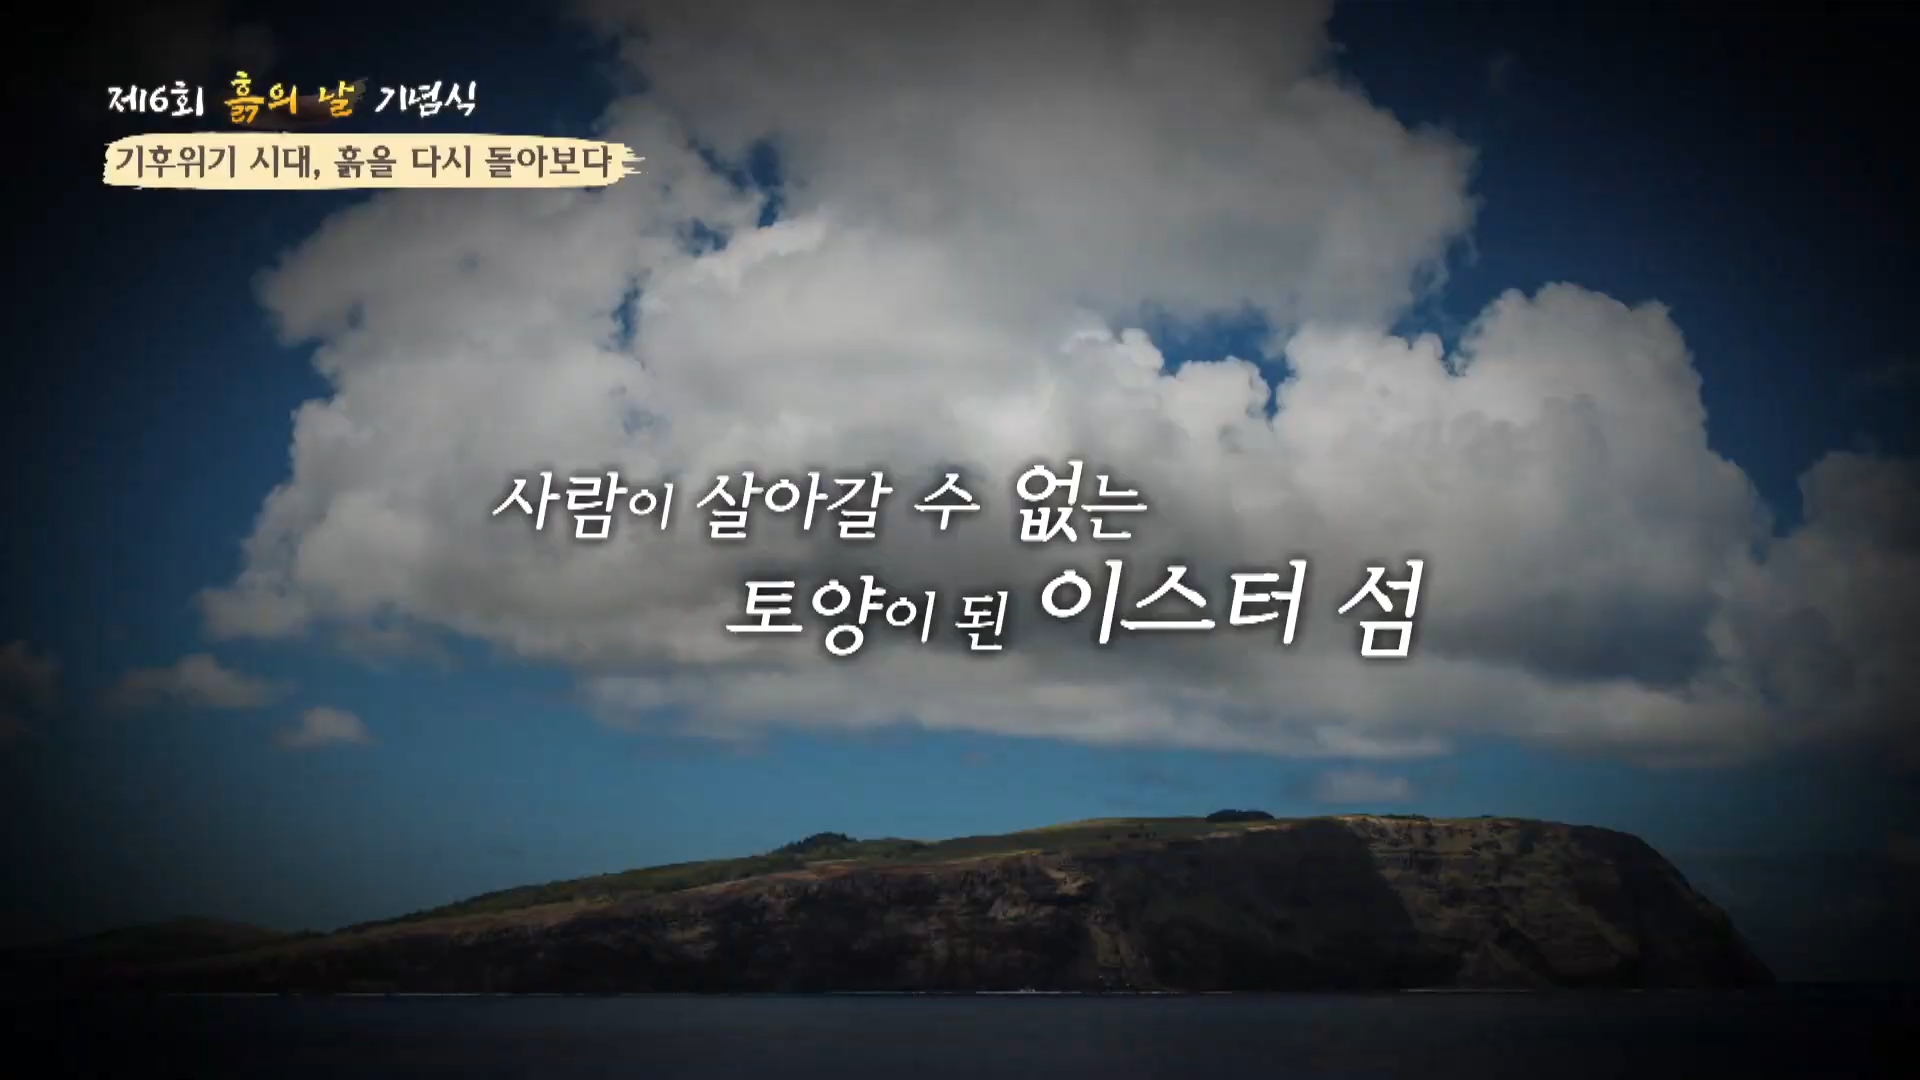 제6회 흙의 날 기념식
기후위기 시대, 흙을 다시 돌아보다
사람이 살아갈 수 없는
토양이 된 이스터 섬